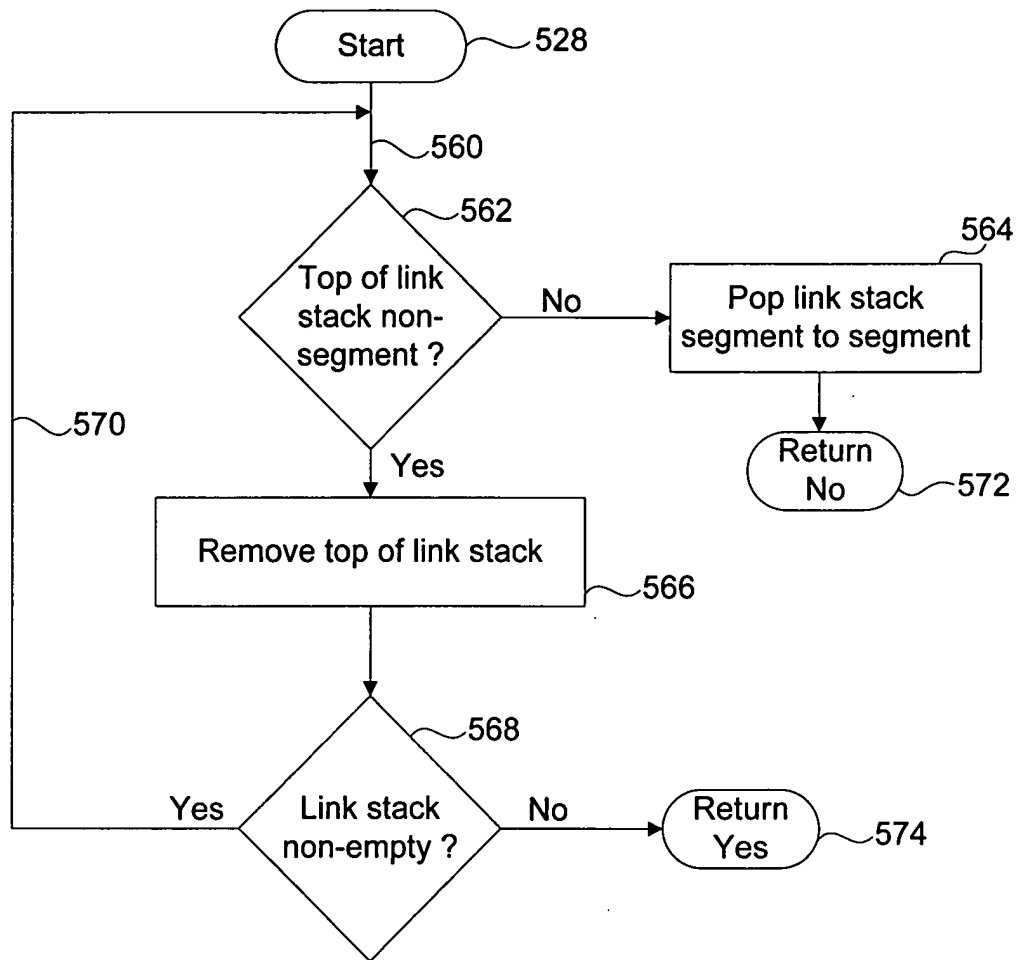 Start
528
560
562
564
Top of link
stack non-
segment ?
No
Pop link stack
segment to segment
570
Yes
Return
No
572
Remove top of link stack
566
568
Yes
Link stack
non-empty ?
No
Return
Yes
574